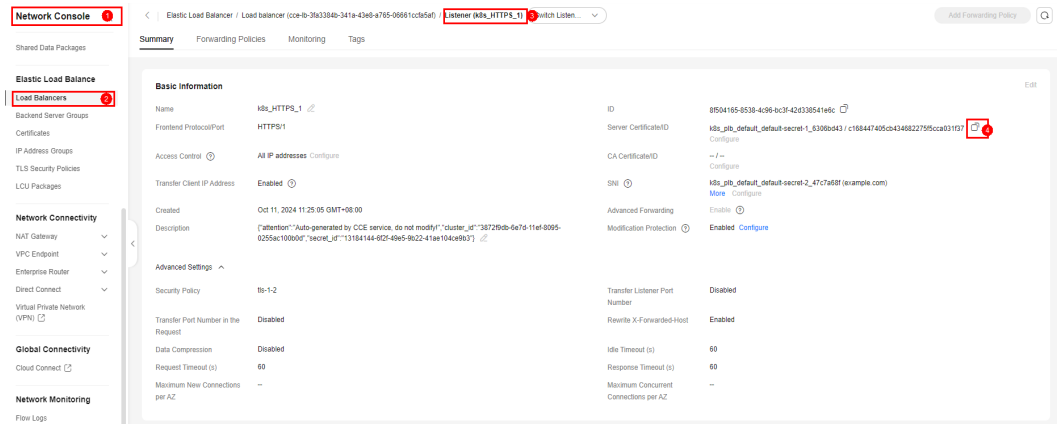 Network Console 1
Elastic Load Balancer / Load balancer (cce-lb-3fa3384b-341a-43e8-a765-06661ccfa5af) / Listener (k8s_HTTPS_1) 3 Switch Listen...
Add Forwarding Policy
Summary Forwarding Policies Monitoring Tags
Shared Data Packages
Elastic Load Balance
Load Balancers 2
Backend Server Groups
Certificates
IP Address Groups
TLS Security Policies
LCU Packages
Network Connectivity
NAT Gateway
VPC Endpoint
Enterprise Router
Direct Connect
Virtual Private Network
(VPN)
Global Connectivity
Cloud Connect
Network Monitoring
Flow Logs
Basic Information Edit
Name k8s_HTTPS_1
ID 8f504165-8538-4c96-bc3f-42d338541e6c
Frontend Protocol/Port HTTPS/1
Server Certificate/ID k8s_plb_default_default-secret-1_6306bd43 / c168447405cb434682275f5cca031f37 4
Configure
Access Control All IP addresses Configure
CA Certificate/ID -- / --
Configure
Transfer Client IP Address Enabled
SNI k8s_plb_default_default-secret-2_47c7a68f (example.com)
More Configure
Created Oct 11, 2024 11:25:05 GMT+08:00
Advanced Forwarding Enable
Description {"attention":"Auto-generated by CCE service, do not modify!","cluster_id":"3872f9db-6e7d-11ef-8095-
0255ac100b0d","secret_id":"13184144-6f2f-49e5-9b22-41ae104ce9b3"}
Modification Protection Enabled Configure
Advanced Settings
Security Policy tls-1-2
Transfer Listener Port
Number
Disabled
Transfer Port Number in the
Request
Disabled
Rewrite X-Forwarded-Host Enabled
Data Compression Disabled
Idle Timeout (s) 60
Request Timeout (s) 60
Response Timeout (s) 60
Maximum New Connections
per AZ
--
Maximum Concurrent
Connections per AZ
--